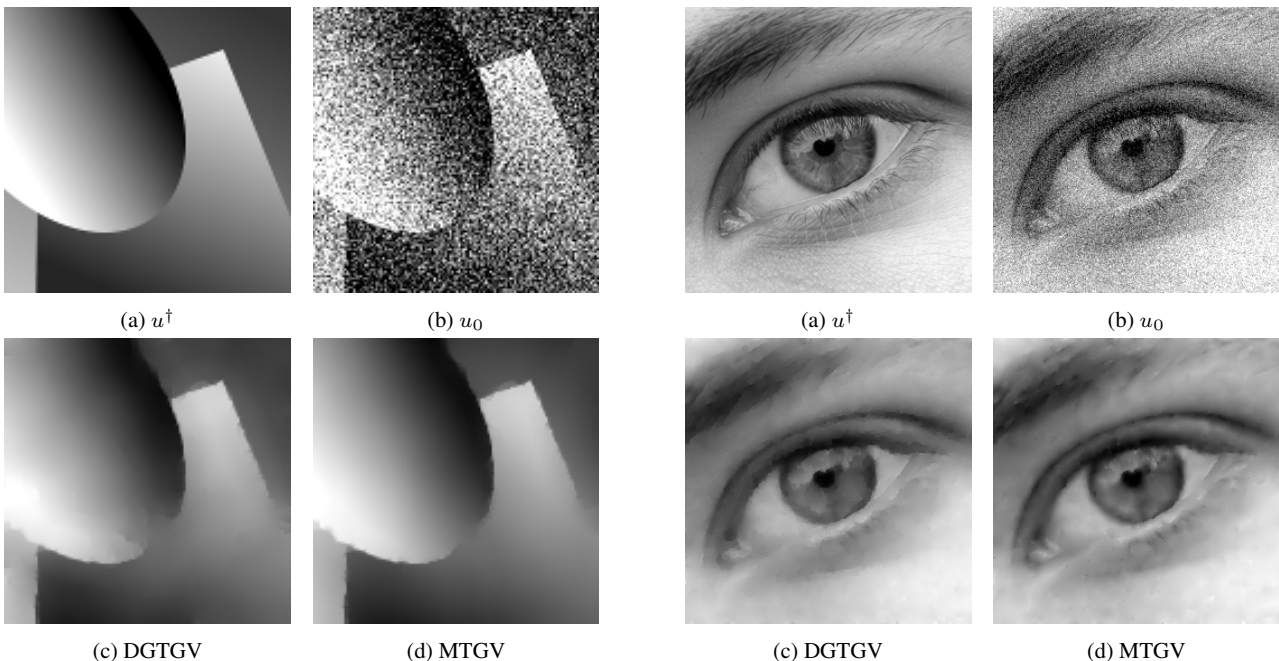 (a) u† (b) u₀ (a) u† (b) u₀
(c) DGTGV (d) MTGV (c) DGTGV (d) MTGV